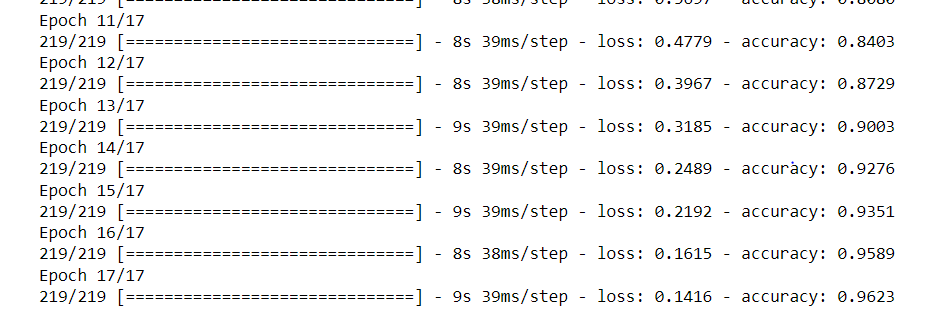 Epoch 11/17
219/219 [==============================] - 8s 39ms/step - loss: 0.4779 - accuracy: 0.8403
Epoch 12/17
219/219 [==============================] - 8s 39ms/step - loss: 0.3967 - accuracy: 0.8729
Epoch 13/17
219/219 [==============================] - 9s 39ms/step - loss: 0.3185 - accuracy: 0.9003
Epoch 14/17
219/219 [==============================] - 8s 39ms/step - loss: 0.2489 - accuracy: 0.9276
Epoch 15/17
219/219 [==============================] - 9s 39ms/step - loss: 0.2192 - accuracy: 0.9351
Epoch 16/17
219/219 [==============================] - 8s 38ms/step - loss: 0.1615 - accuracy: 0.9589
Epoch 17/17
219/219 [==============================] - 9s 39ms/step - loss: 0.1416 - accuracy: 0.9623